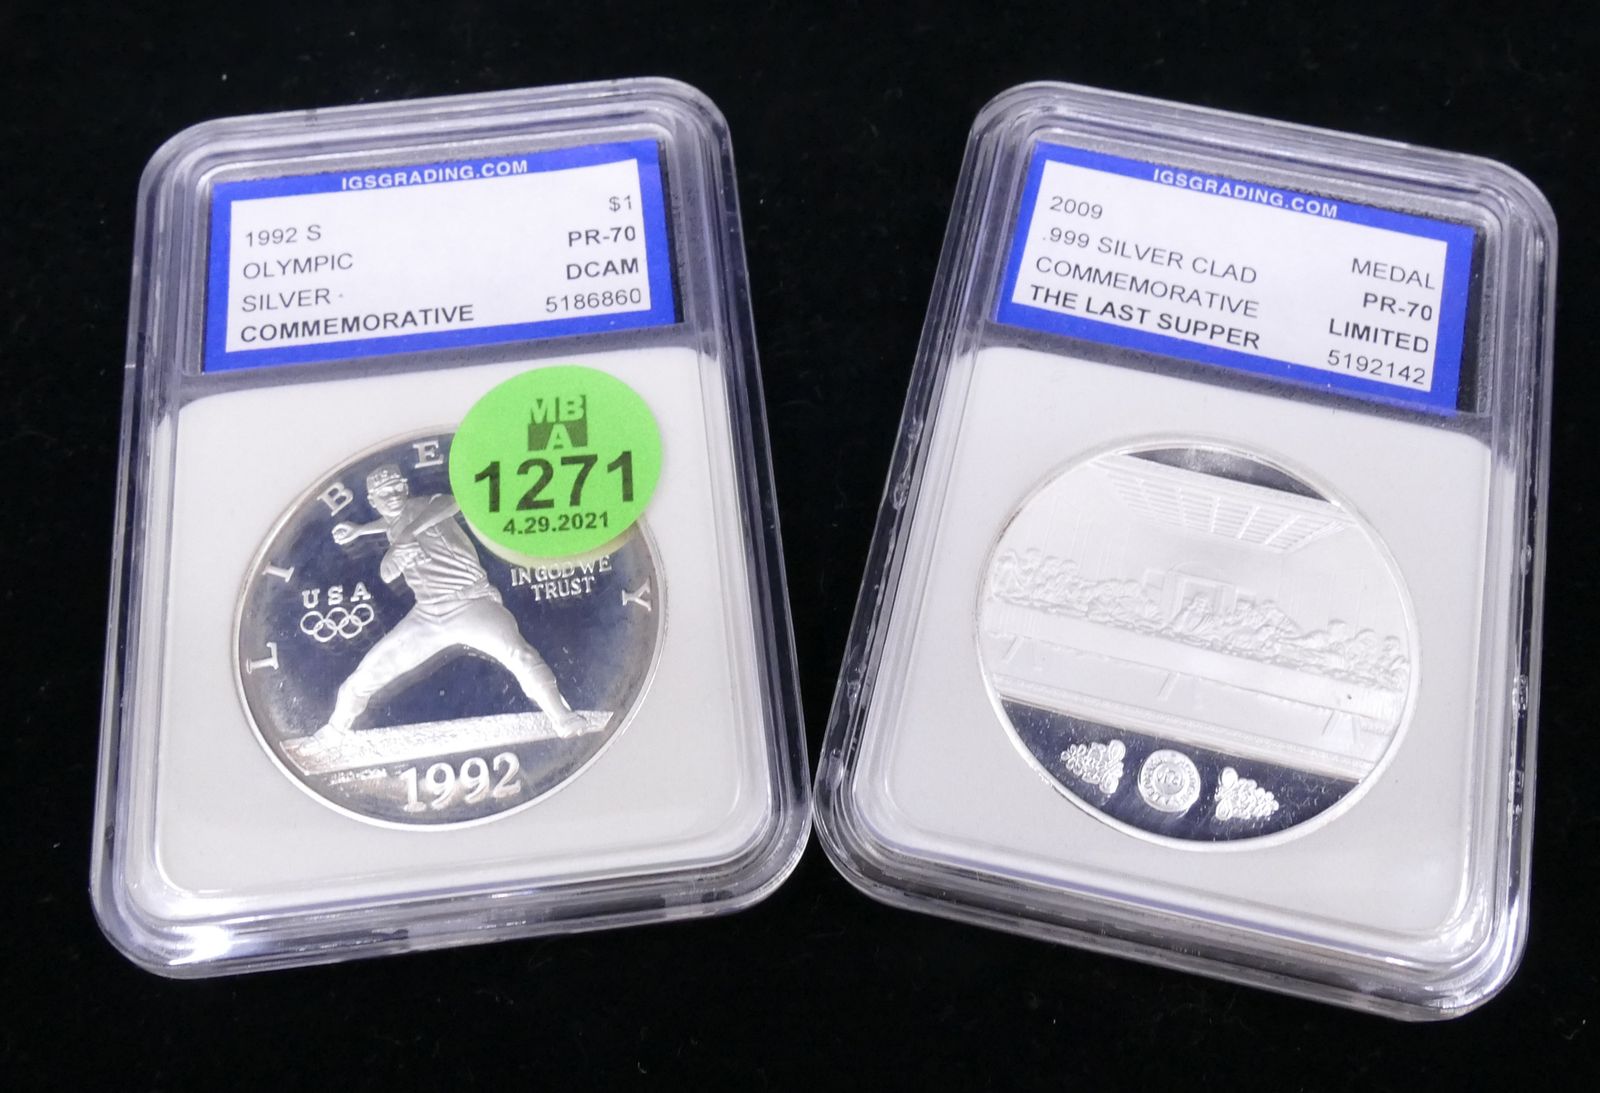 IGSGRADING.COM
1992 S $1
OLYMPIC PR-70
SILVER DCAM
COMMEMORATIVE 5186860
MB
A
1271
4.29.2021
LIBE Y
USA
IN GOD WE
TRUST
1992
IGSGRADING.COM
2009
.999 SILVER CLAD MEDAL
COMMEMORATIVE PR-70
THE LAST SUPPER LIMITED
5192142